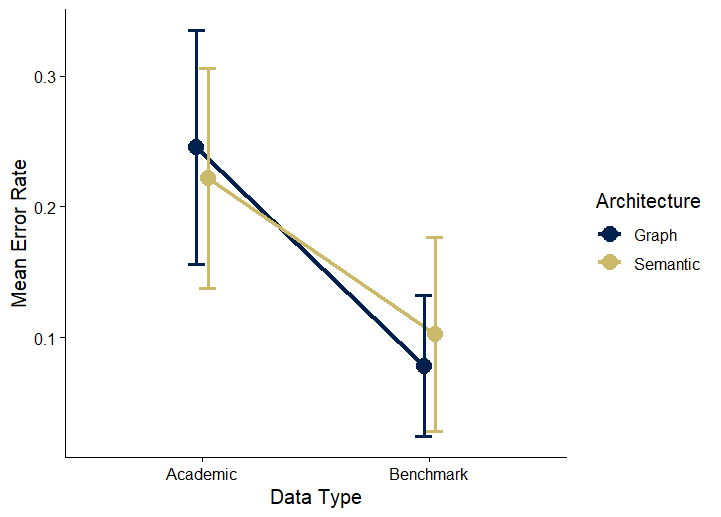 Mean Error Rate
0.3
0.2
0.1
Academic
Benchmark
Data Type
Architecture
Graph
Semantic